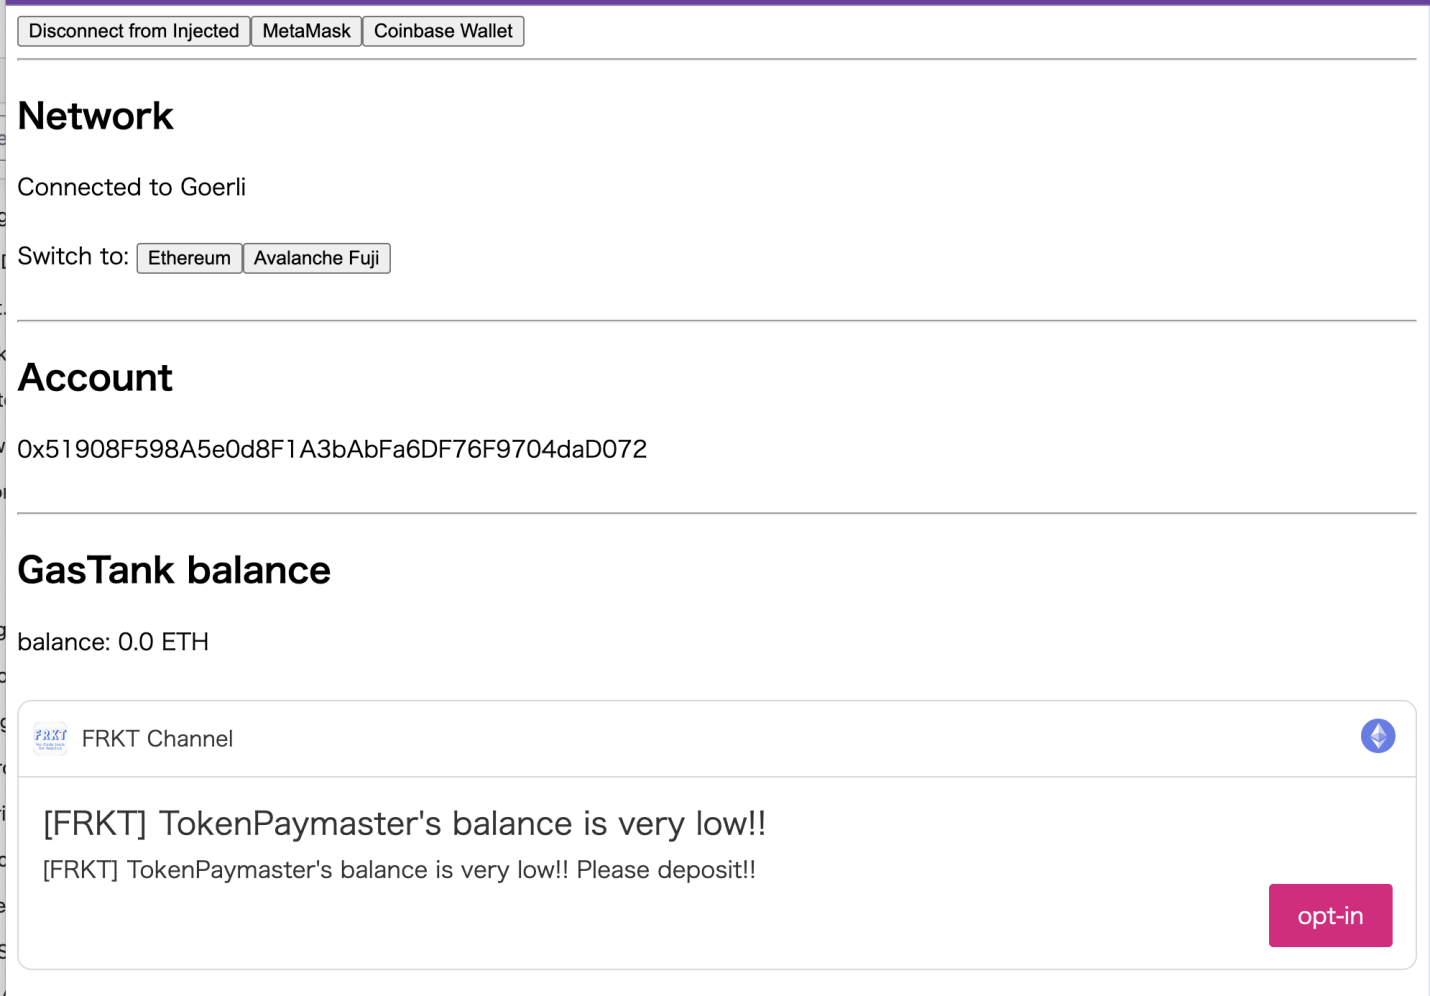 Disconnect from Injected MetaMask Coinbase Wallet
Network
Connected to Goerli
Switch to: Ethereum Avalanche Fuji
Account
0x51908F598A5e0d8F1A3bAbFa6DF76F9704daD072
GasTank balance
balance: 0.0 ETH
FRKT FRKT Channel
[FRKT] TokenPaymaster's balance is very low!!
[FRKT] TokenPaymaster's balance is very low!! Please deposit!!
opt-in